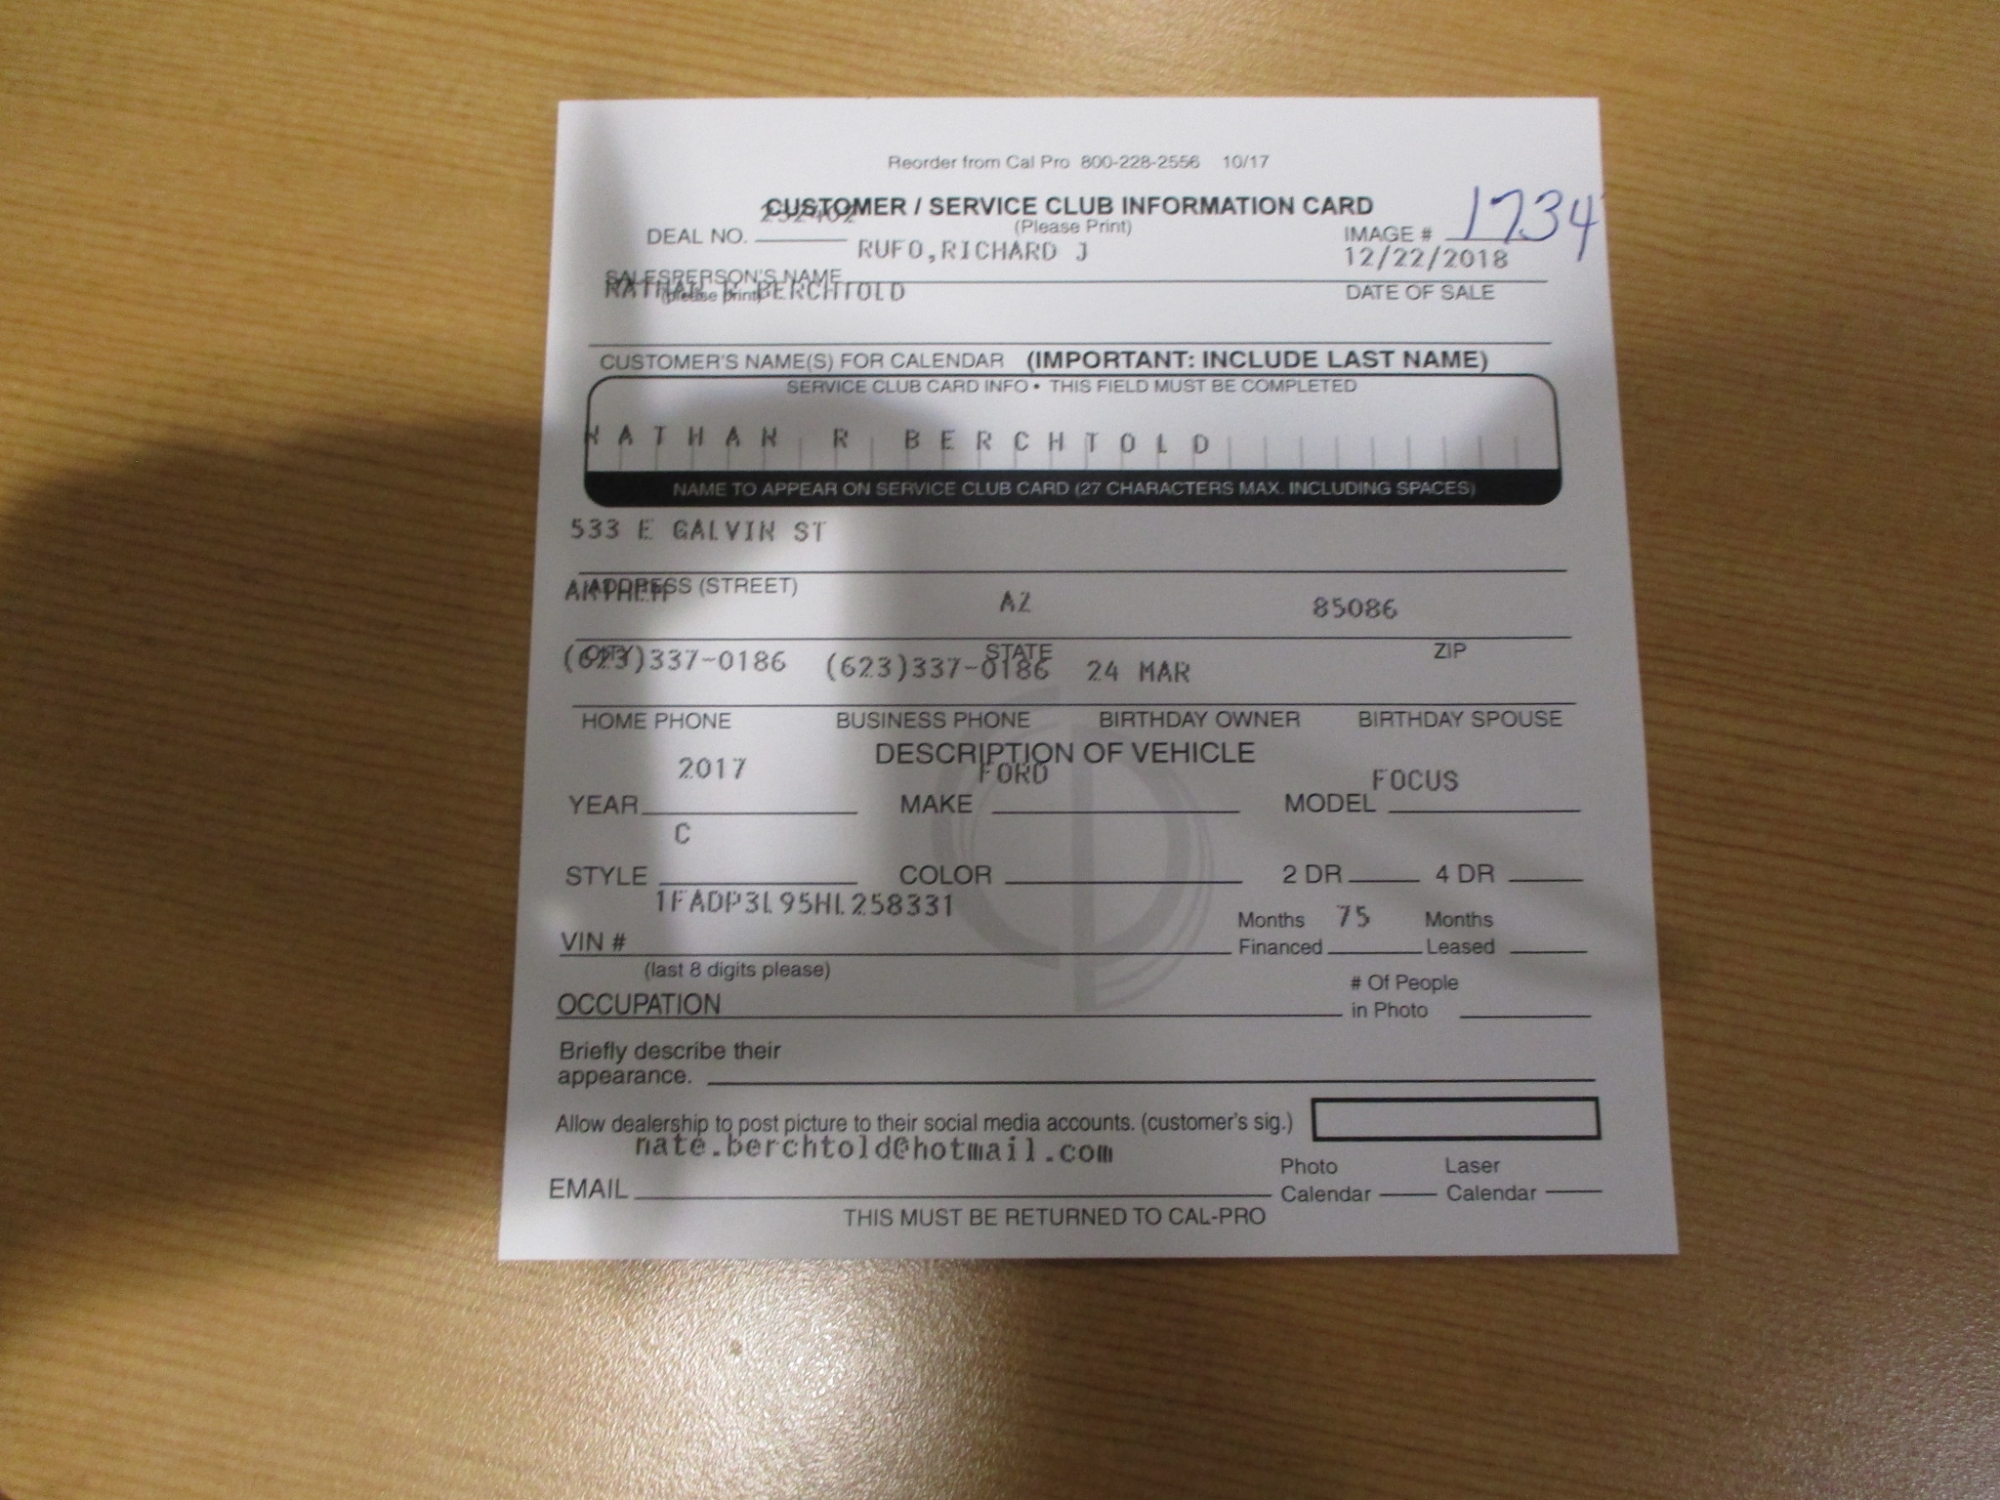 Reorder from Cal Pro 800-228-2556 10/17
CUSTOMER / SERVICE CLUB INFORMATION CARD
252402
(Please Print)
DEAL NO. IMAGE # 1734
RUFO,RICHARD J 12/22/2018
SALESPERSON'S NAME
(please print) DATE OF SALE
NATHAN R BERCHTOLD
CUSTOMER'S NAME(S) FOR CALENDAR (IMPORTANT: INCLUDE LAST NAME)
SERVICE CLUB CARD INFO • THIS FIELD MUST BE COMPLETED
NATHAN R BERCHTOLD
NAME TO APPEAR ON SERVICE CLUB CARD (27 CHARACTERS MAX. INCLUDING SPACES)
533 E GALVIN ST
ADDRESS (STREET)
ANTHEM AZ 85086
CITY STATE ZIP
(623)337-0186 (623)337-0186 24 MAR
HOME PHONE BUSINESS PHONE BIRTHDAY OWNER BIRTHDAY SPOUSE
DESCRIPTION OF VEHICLE
2017 FORD FOCUS
YEAR MAKE MODEL
C
STYLE COLOR 2 DR 4 DR
1FADP3L95HL258331
VIN # Months Financed 75 Months Leased
(last 8 digits please)
OCCUPATION # Of People in Photo
Briefly describe their
appearance.
Allow dealership to post picture to their social media accounts. (customer's sig.)
nate.berchtold@hotmail.com
EMAIL Photo Calendar Laser Calendar
THIS MUST BE RETURNED TO CAL-PRO